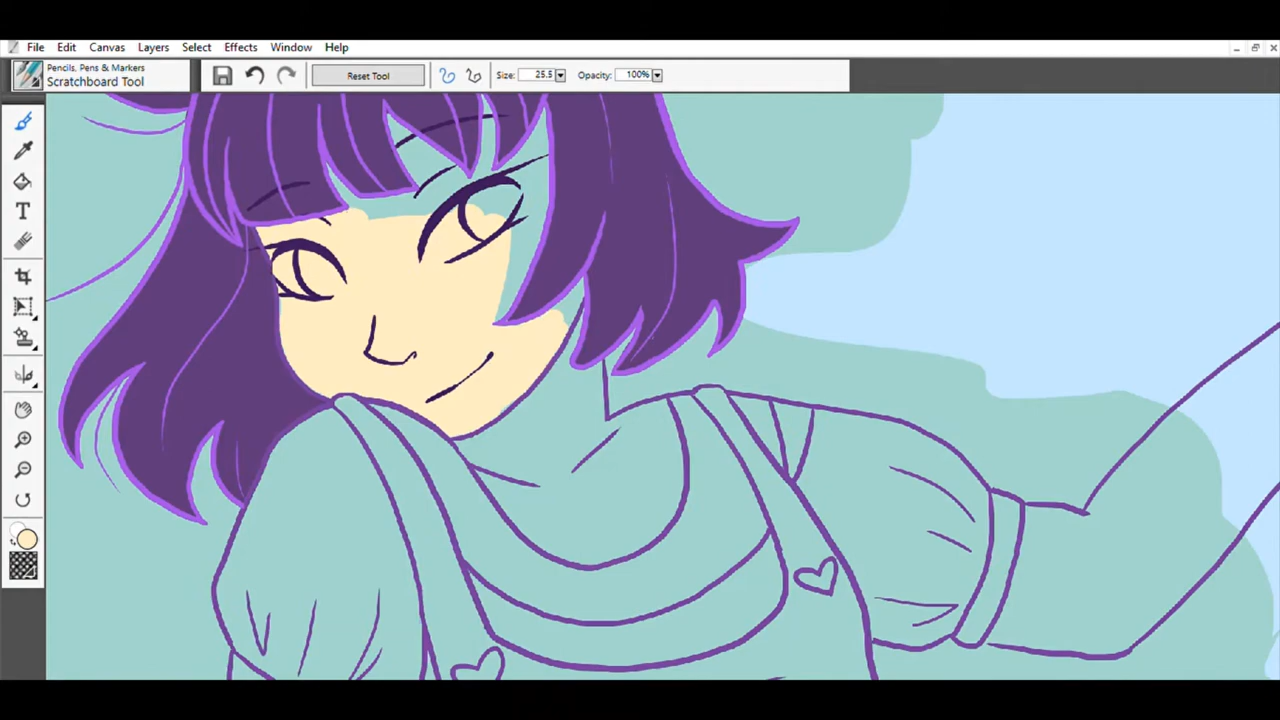 File Edit Canvas Layers Select Effects Window Help
Pencils, Pens & Markers
Scratchboard Tool
Reset Tool
Size: 25.5
Opacity: 100%
T